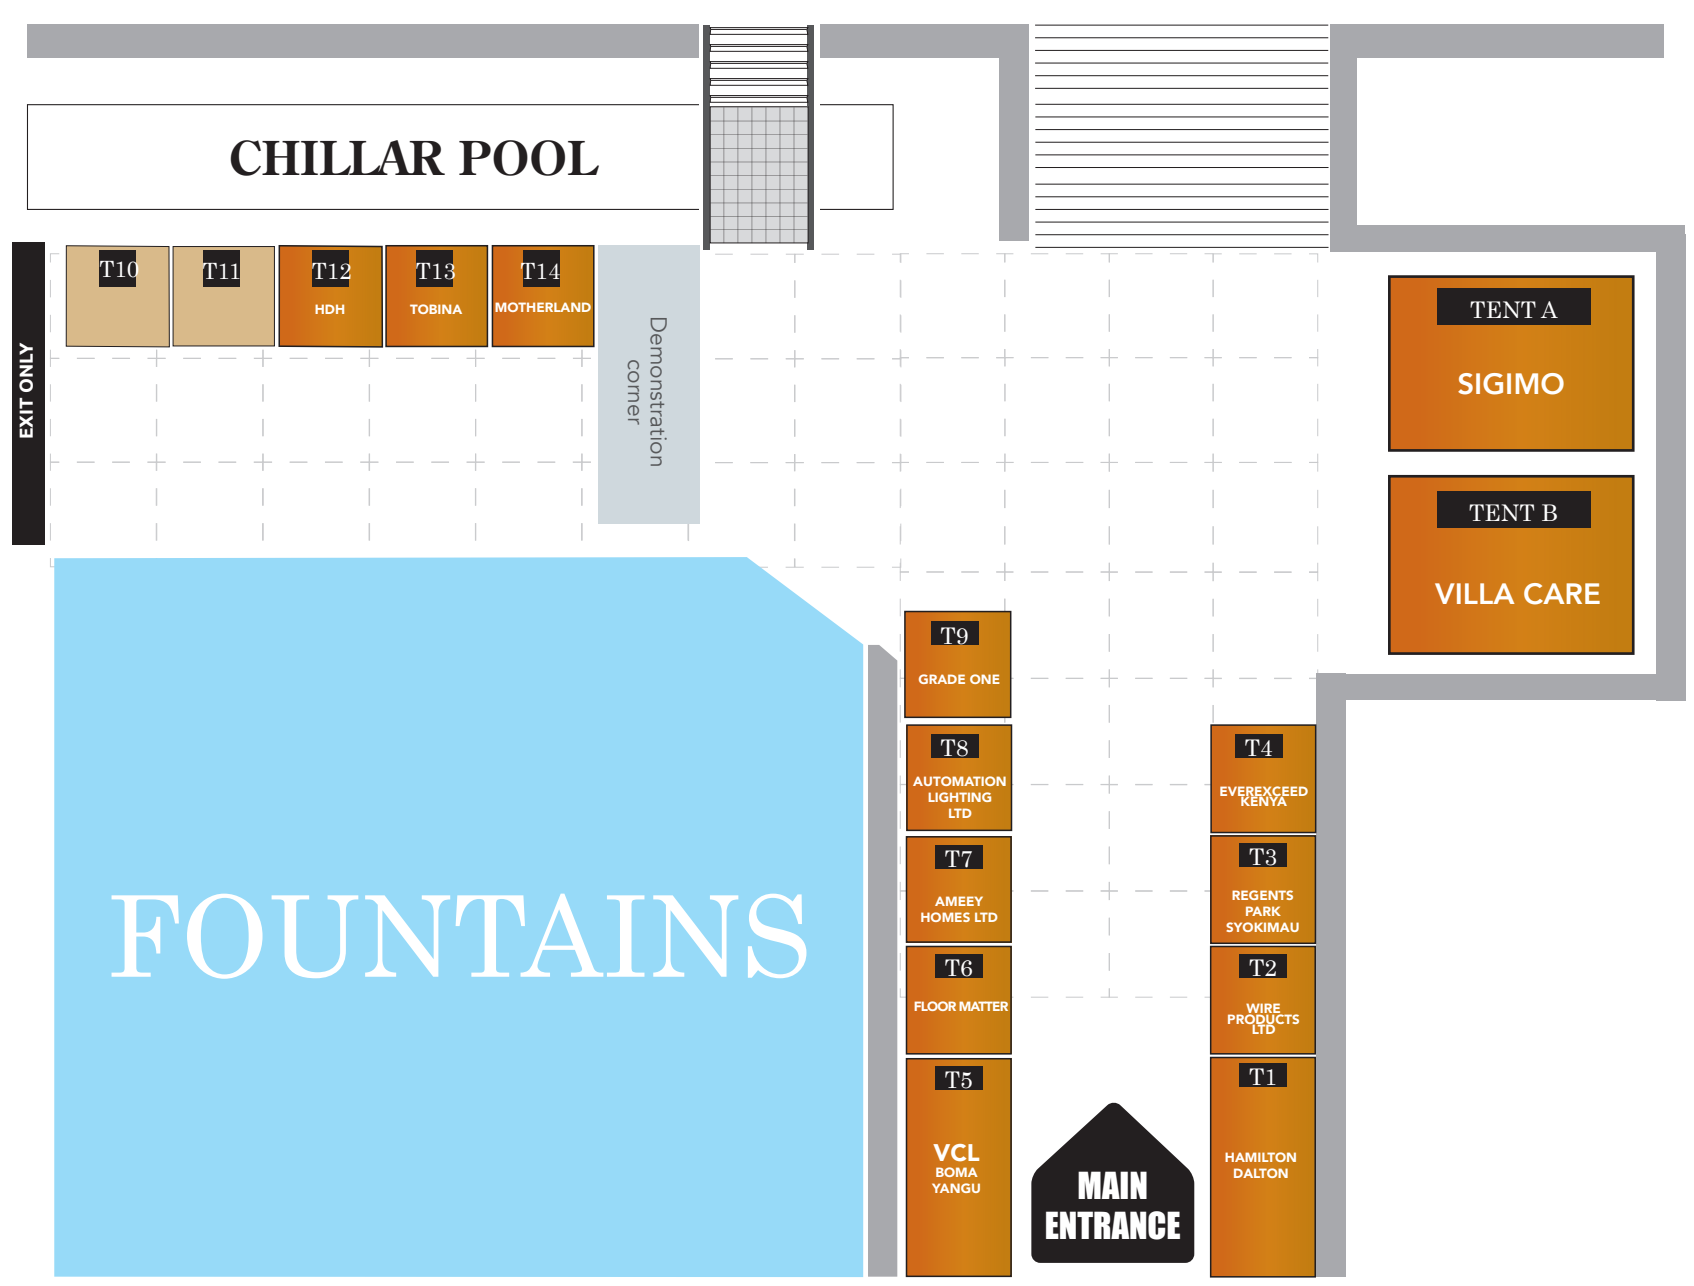 CHILLAR POOL
EXIT ONLY
T10
T11
T12
HDH
T13
TOBINA
T14
MOTHERLAND
Demonstration
corner
TENT A
SIGIMO
TENT B
VILLA CARE
T9
GRADE ONE
T8
AUTOMATION
LIGHTING
LTD
T7
AMEEY
HOMES LTD
T6
FLOOR MATTER
T5
VCL
BOMA
YANGU
T4
EVEREXCEED
KENYA
T3
REGENTS
PARK
SYOKIMAU
T2
WIRE
PRODUCTS
LTD
T1
HAMILTON
DALTON
FOUNTAINS
MAIN
ENTRANCE